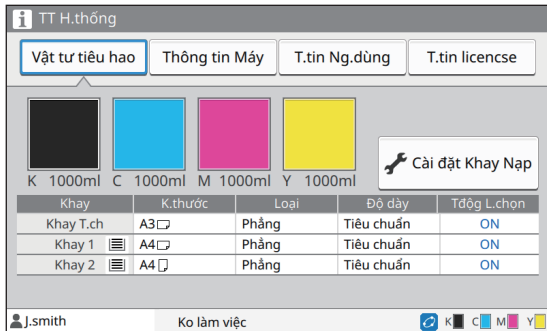 TT H.thống
Vật tư tiêu hao Thông tin Máy T.tin Ng.dùng T.tin licencse
K 1000ml C 1000ml M 1000ml Y 1000ml
Cài đặt Khay Nạp
Khay K.thước Loại Độ dày Tđộg L.chọn
Khay T.ch A3 Phẳng Tiêu chuẩn ON
Khay 1 A4 Phẳng Tiêu chuẩn ON
Khay 2 A4 Phẳng Tiêu chuẩn ON
J.smith Ko làm việc K C M Y